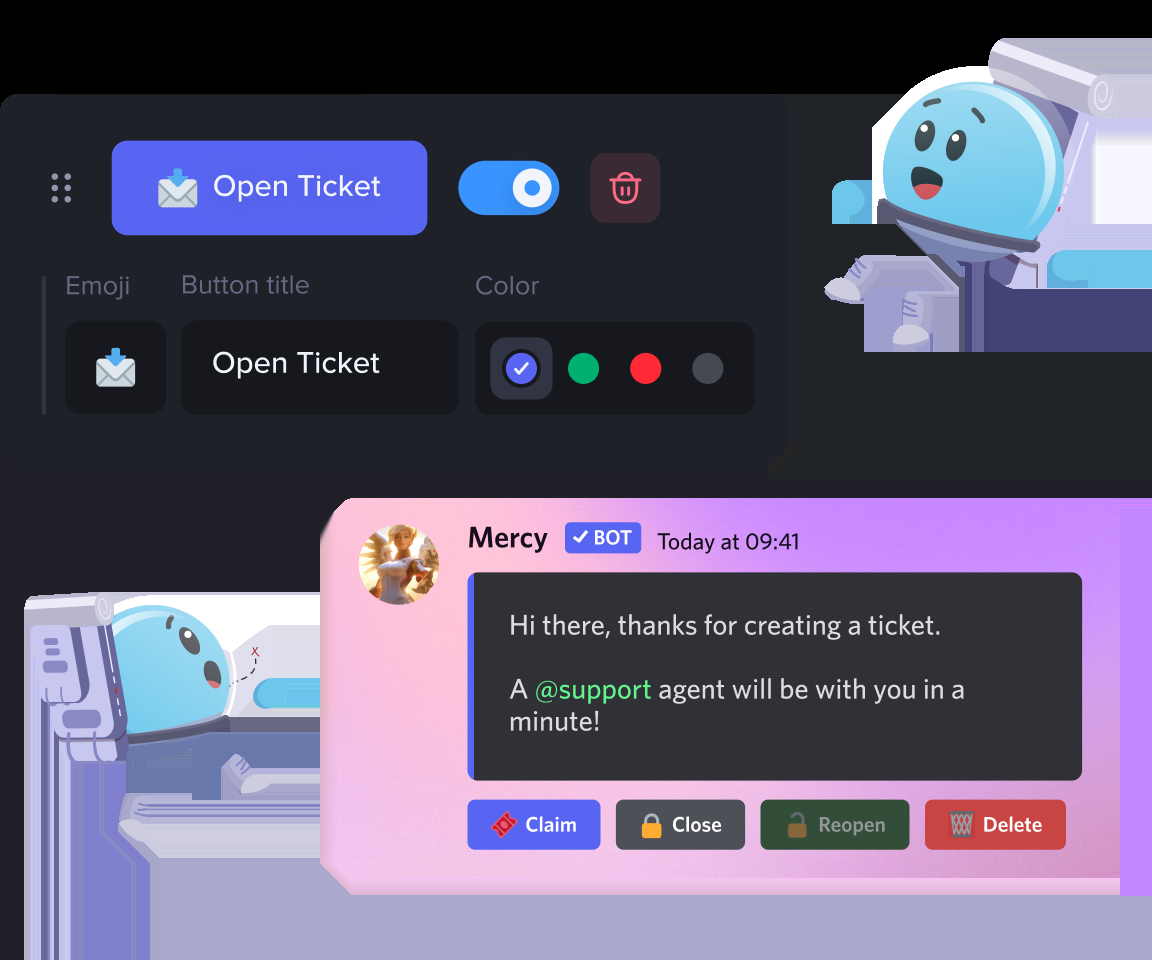 Open Ticket
Emoji
Button title
Color
Open Ticket
Mercy
BOT
Today at 09:41
Hi there, thanks for creating a ticket.
A @support agent will be with you in a
minute!
Claim
Close
Reopen
Delete